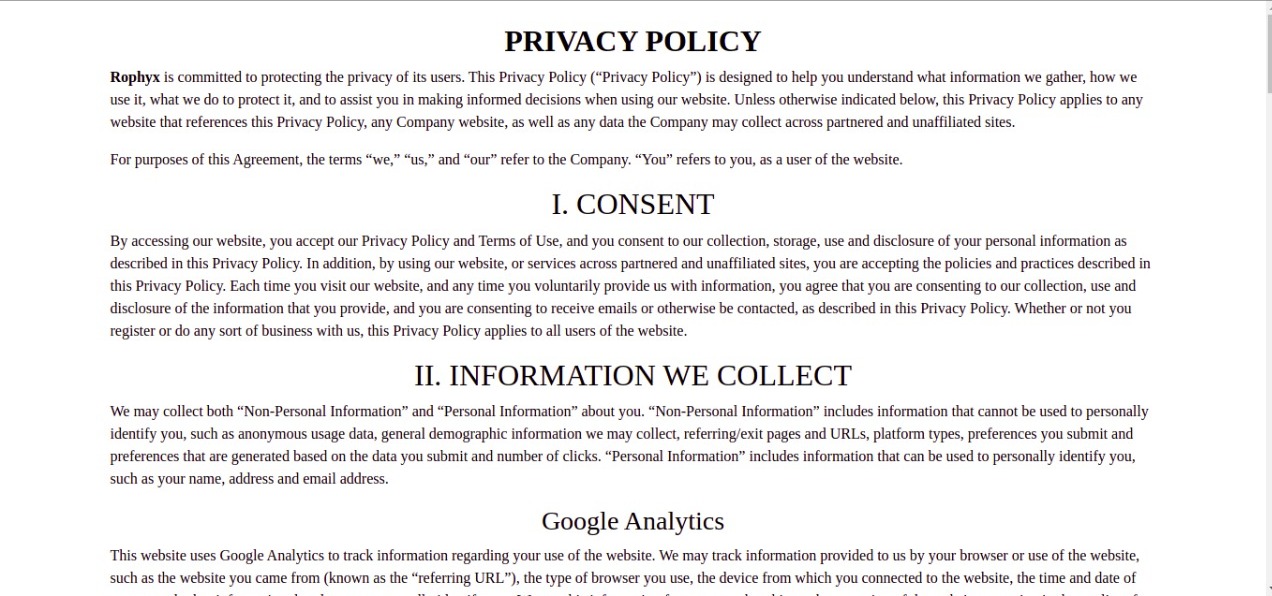 PRIVACY POLICY
Rophyx is committed to protecting the privacy of its users. This Privacy Policy (“Privacy Policy”) is designed to help you understand what information we gather, how we
use it, what we do to protect it, and to assist you in making informed decisions when using our website. Unless otherwise indicated below, this Privacy Policy applies to any
website that references this Privacy Policy, any Company website, as well as any data the Company may collect across partnered and unaffiliated sites.
For purposes of this Agreement, the terms “we,” “us,” and “our” refer to the Company. “You” refers to you, as a user of the website.
I. CONSENT
By accessing our website, you accept our Privacy Policy and Terms of Use, and you consent to our collection, storage, use and disclosure of your personal information as
described in this Privacy Policy. In addition, by using our website, or services across partnered and unaffiliated sites, you are accepting the policies and practices described in
this Privacy Policy. Each time you visit our website, and any time you voluntarily provide us with information, you agree that you are consenting to our collection, use and
disclosure of the information that you provide, and you are consenting to receive emails or otherwise be contacted, as described in this Privacy Policy. Whether or not you
register or do any sort of business with us, this Privacy Policy applies to all users of the website.
II. INFORMATION WE COLLECT
We may collect both “Non-Personal Information” and “Personal Information” about you. “Non-Personal Information” includes information that cannot be used to personally
identify you, such as anonymous usage data, general demographic information we may collect, referring/exit pages and URLs, platform types, preferences you submit and
preferences that are generated based on the data you submit and number of clicks. “Personal Information” includes information that can be used to personally identify you,
such as your name, address and email address.
Google Analytics
This website uses Google Analytics to track information regarding your use of the website. We may track information provided to us by your browser or use of the website,
such as the website you came from (known as the “referring URL”), the type of browser you use, the device from which you connected to the website, the time and date of